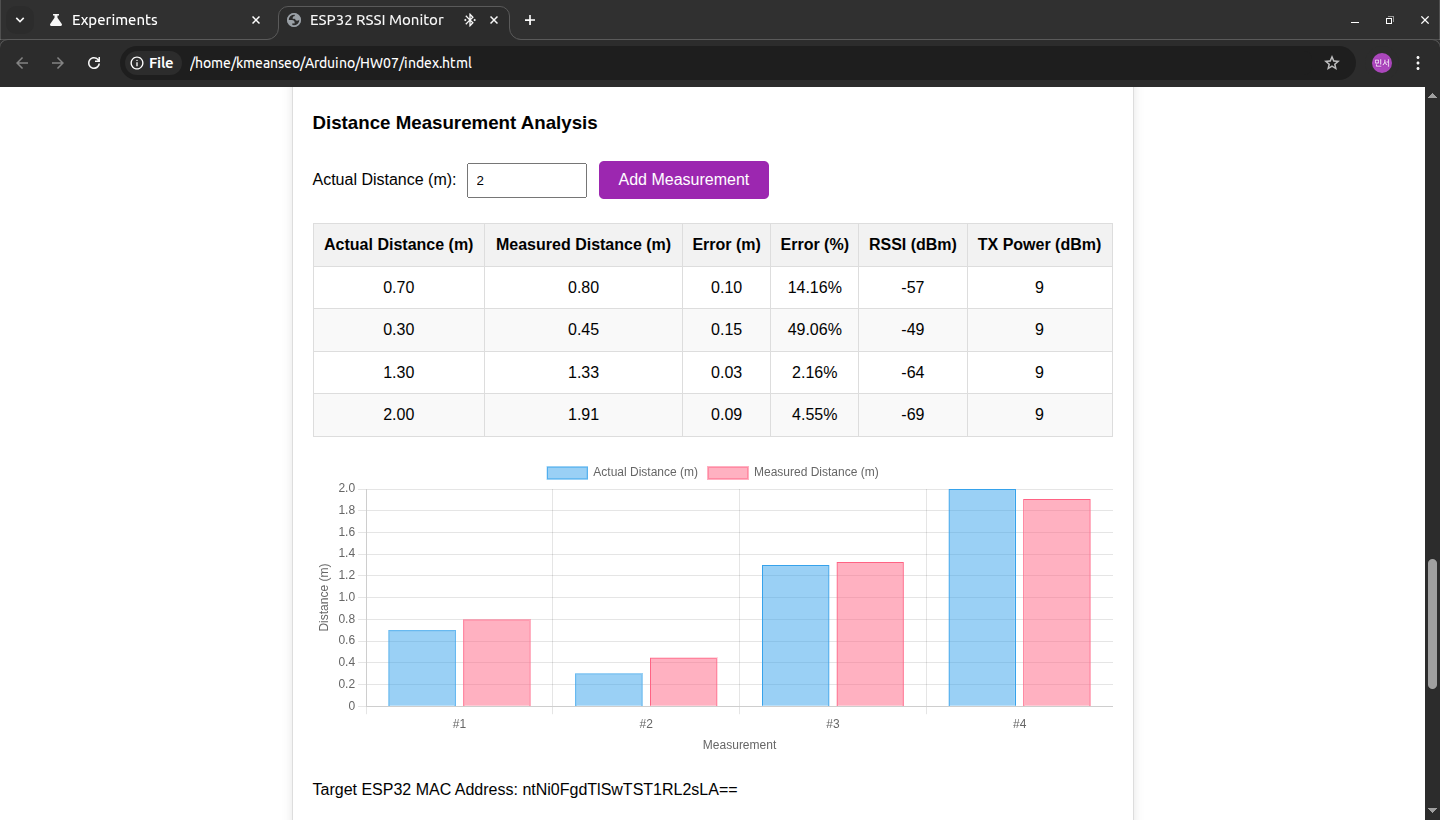 Experiments
ESP32 RSSI Monitor
File /home/kmeanseo/Arduino/HW07/index.html
민서
Distance Measurement Analysis
Actual Distance (m): 2 Add Measurement
Actual Distance (m) Measured Distance (m) Error (m) Error (%) RSSI (dBm) TX Power (dBm)
0.70 0.80 0.10 14.16% -57 9
0.30 0.45 0.15 49.06% -49 9
1.30 1.33 0.03 2.16% -64 9
2.00 1.91 0.09 4.55% -69 9
Actual Distance (m) Measured Distance (m)
Distance (m)
2.0
1.8
1.6
1.4
1.2
1.0
0.8
0.6
0.4
0.2
0
#1 #2 #3 #4
Measurement
Target ESP32 MAC Address: ntNi0FgdTlSwTST1RL2sLA==